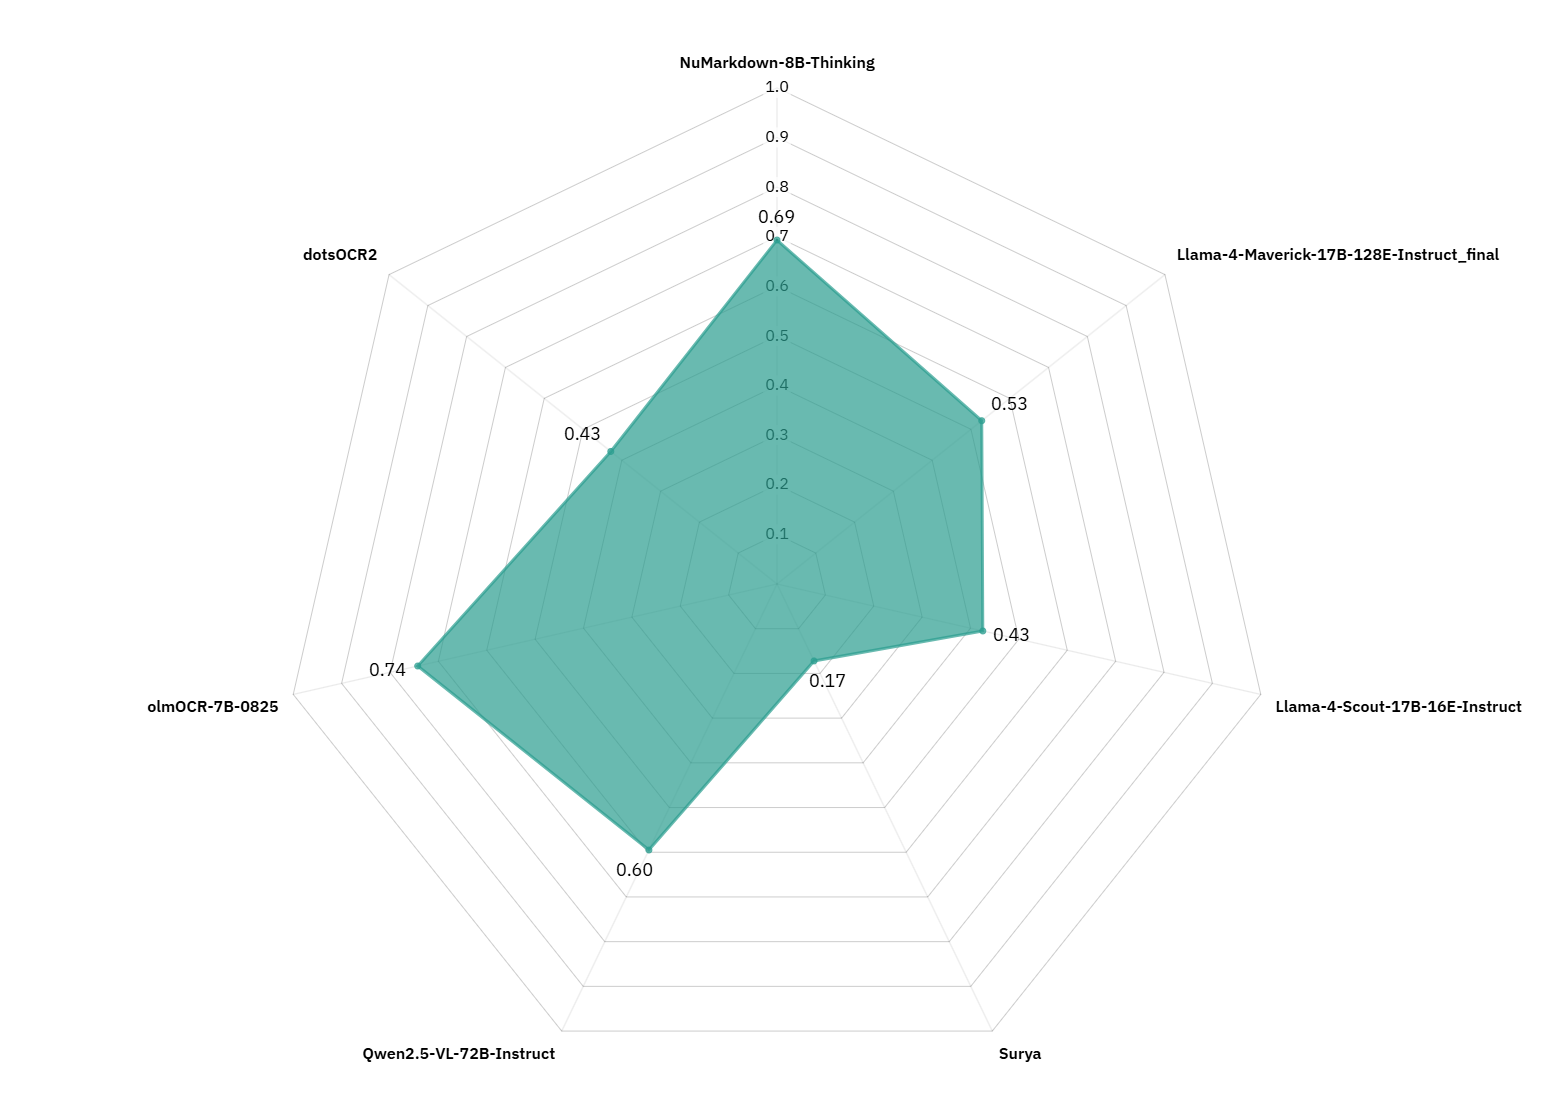 NuMarkdown-8B-Thinking
1.0
0.9
0.8
0.69
0.7
dotsOCR2
Llama-4-Maverick-17B-128E-Instruct_final
0.6
0.5
0.4
0.53
0.43
0.3
0.2
0.1
0.43
0.74
0.17
olmOCR-7B-0825
Llama-4-Scout-17B-16E-Instruct
0.60
Qwen2.5-VL-72B-Instruct
Surya